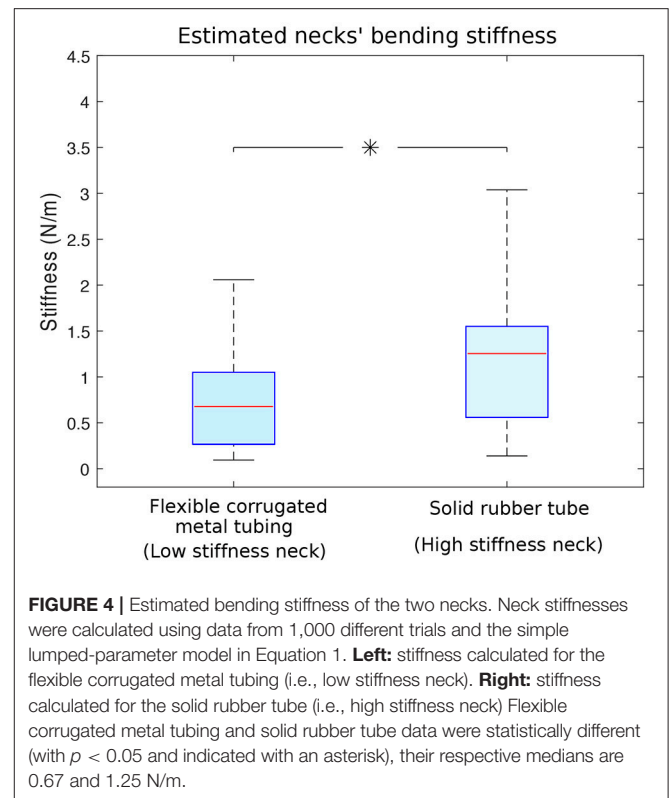 Estimated necks' bending stiffness
4.5
4
3.5
3
2.5
2
1.5
1
0.5
0
Stiffness (N/m)
*
Flexible corrugated
metal tubing
(Low stiffness neck)
Solid rubber tube
(High stiffness neck)
FIGURE 4 | Estimated bending stiffness of the two necks. Neck stiffnesses
were calculated using data from 1,000 different trials and the simple
lumped-parameter model in Equation 1. Left: stiffness calculated for the
flexible corrugated metal tubing (i.e., low stiffness neck). Right: stiffness
calculated for the solid rubber tube (i.e., high stiffness neck) Flexible
corrugated metal tubing and solid rubber tube data were statistically different
(with p < 0.05 and indicated with an asterisk), their respective medians are
0.67 and 1.25 N/m.